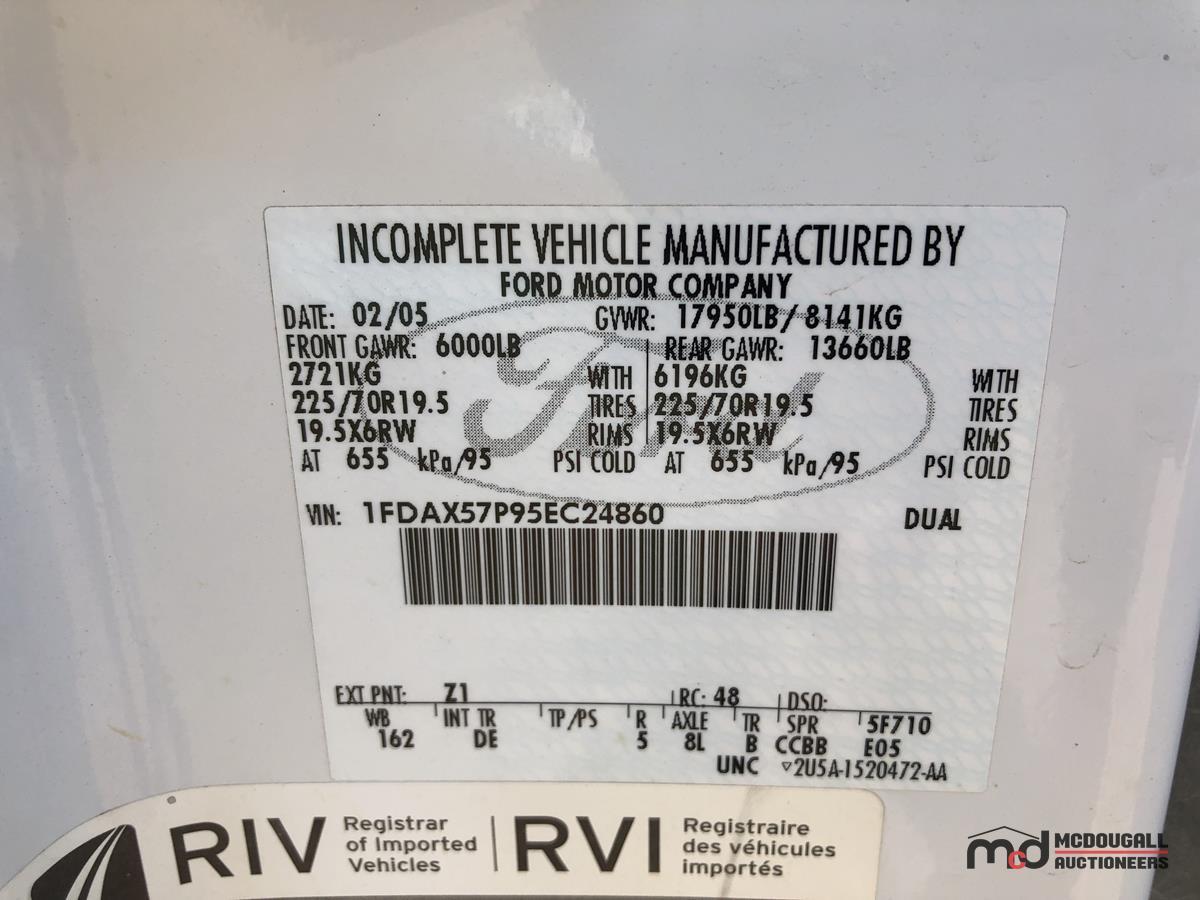 INCOMPLETE VEHICLE MANUFACTURED BY
FORD MOTOR COMPANY
DATE: 02/05 GVWR: 17950LB/8141KG
FRONT GAWR: 6000LB REAR GAWR: 13660LB
2721KG WITH 6196KG WITH
225/70R19.5 TIRES 225/70R19.5 TIRES
19.5X6RW RIMS 19.5X6RW RIMS
AT 655 kPa/95 PSI COLD AT 655 kPa/95 PSI COLD
Ford
VIN: 1FDAX57P95EC24860 DUAL
EXT PNT: Z1 RC: 48 DSO:
WB INT TR TP/PS R AXLE TR SPR 5F710
162 DE 5 8L B CCBB E05
UNC ▽2U5A-1520472-AA
RIV Registrar of Imported Vehicles
RVI Registraire des véhicules importés
mcd MCDOUGALL AUCTIONEERS